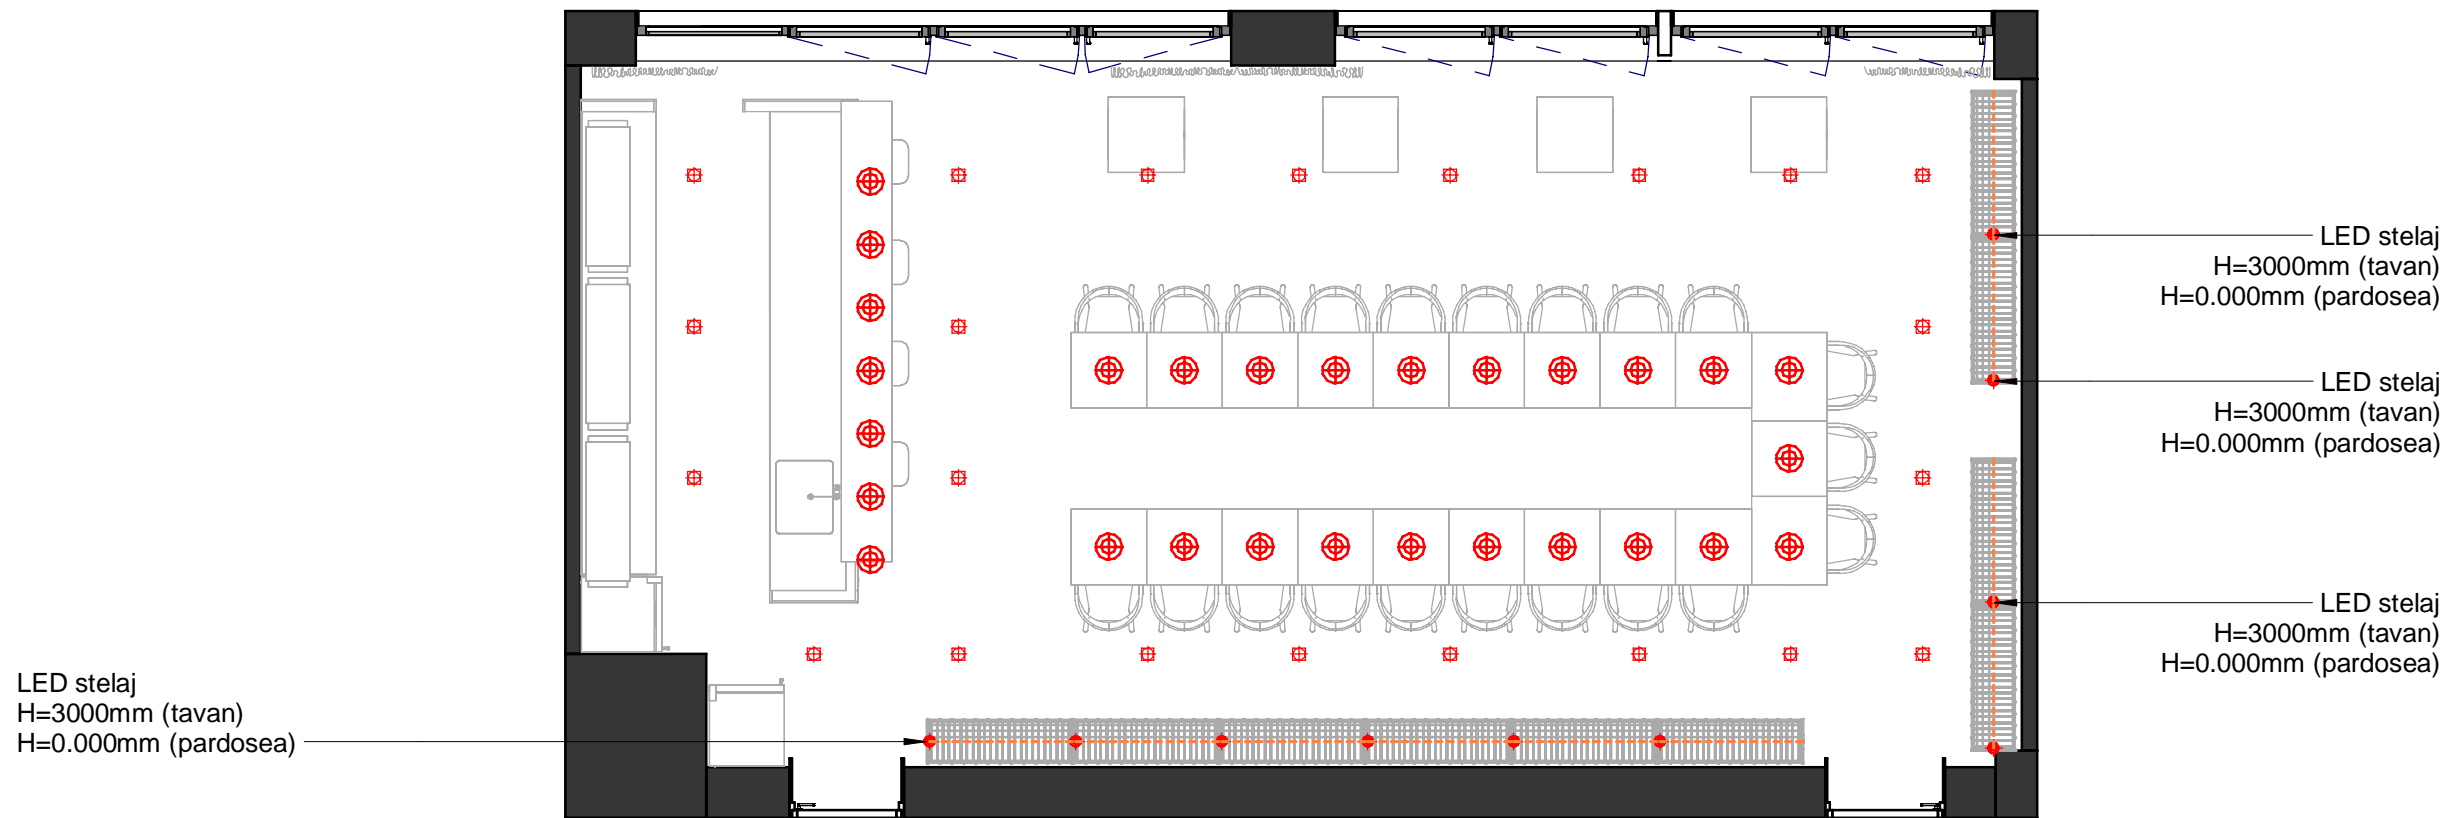 LED stelaj
H=3000mm (tavan)
H=0.000mm (pardosea)
LED stelaj
H=3000mm (tavan)
H=0.000mm (pardosea)
LED stelaj
H=3000mm (tavan)
H=0.000mm (pardosea)
LED stelaj
H=3000mm (tavan)
H=0.000mm (pardosea)